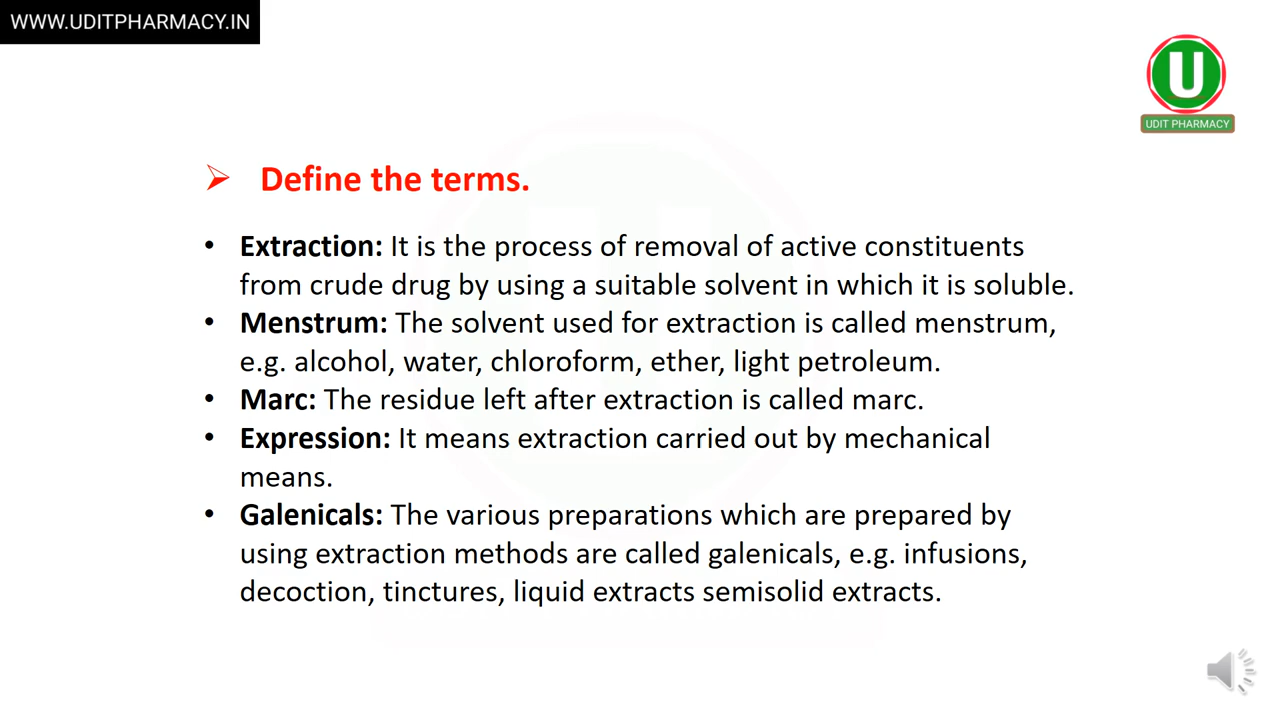 WWW.UDITPHARMACY.IN
U
UDIT PHARMACY
➢ Define the terms.
• Extraction: It is the process of removal of active constituents
from crude drug by using a suitable solvent in which it is soluble.
• Menstrum: The solvent used for extraction is called menstrum,
e.g. alcohol, water, chloroform, ether, light petroleum.
• Marc: The residue left after extraction is called marc.
• Expression: It means extraction carried out by mechanical
means.
• Galenicals: The various preparations which are prepared by
using extraction methods are called galenicals, e.g. infusions,
decoction, tinctures, liquid extracts semisolid extracts.